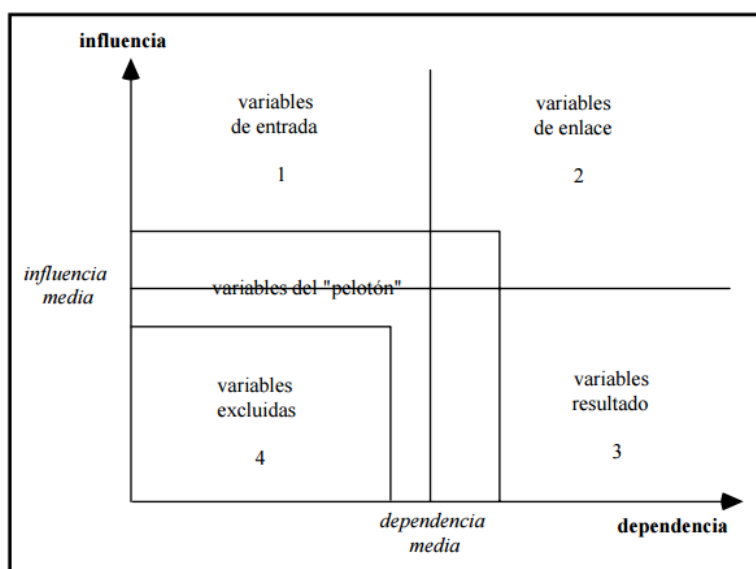 influencia
variables
de entrada
1
variables
de enlace
2
influencia
media
variables del "pelotón"
variables
excluidas
4
variables
resultado
3
dependencia
media
dependencia